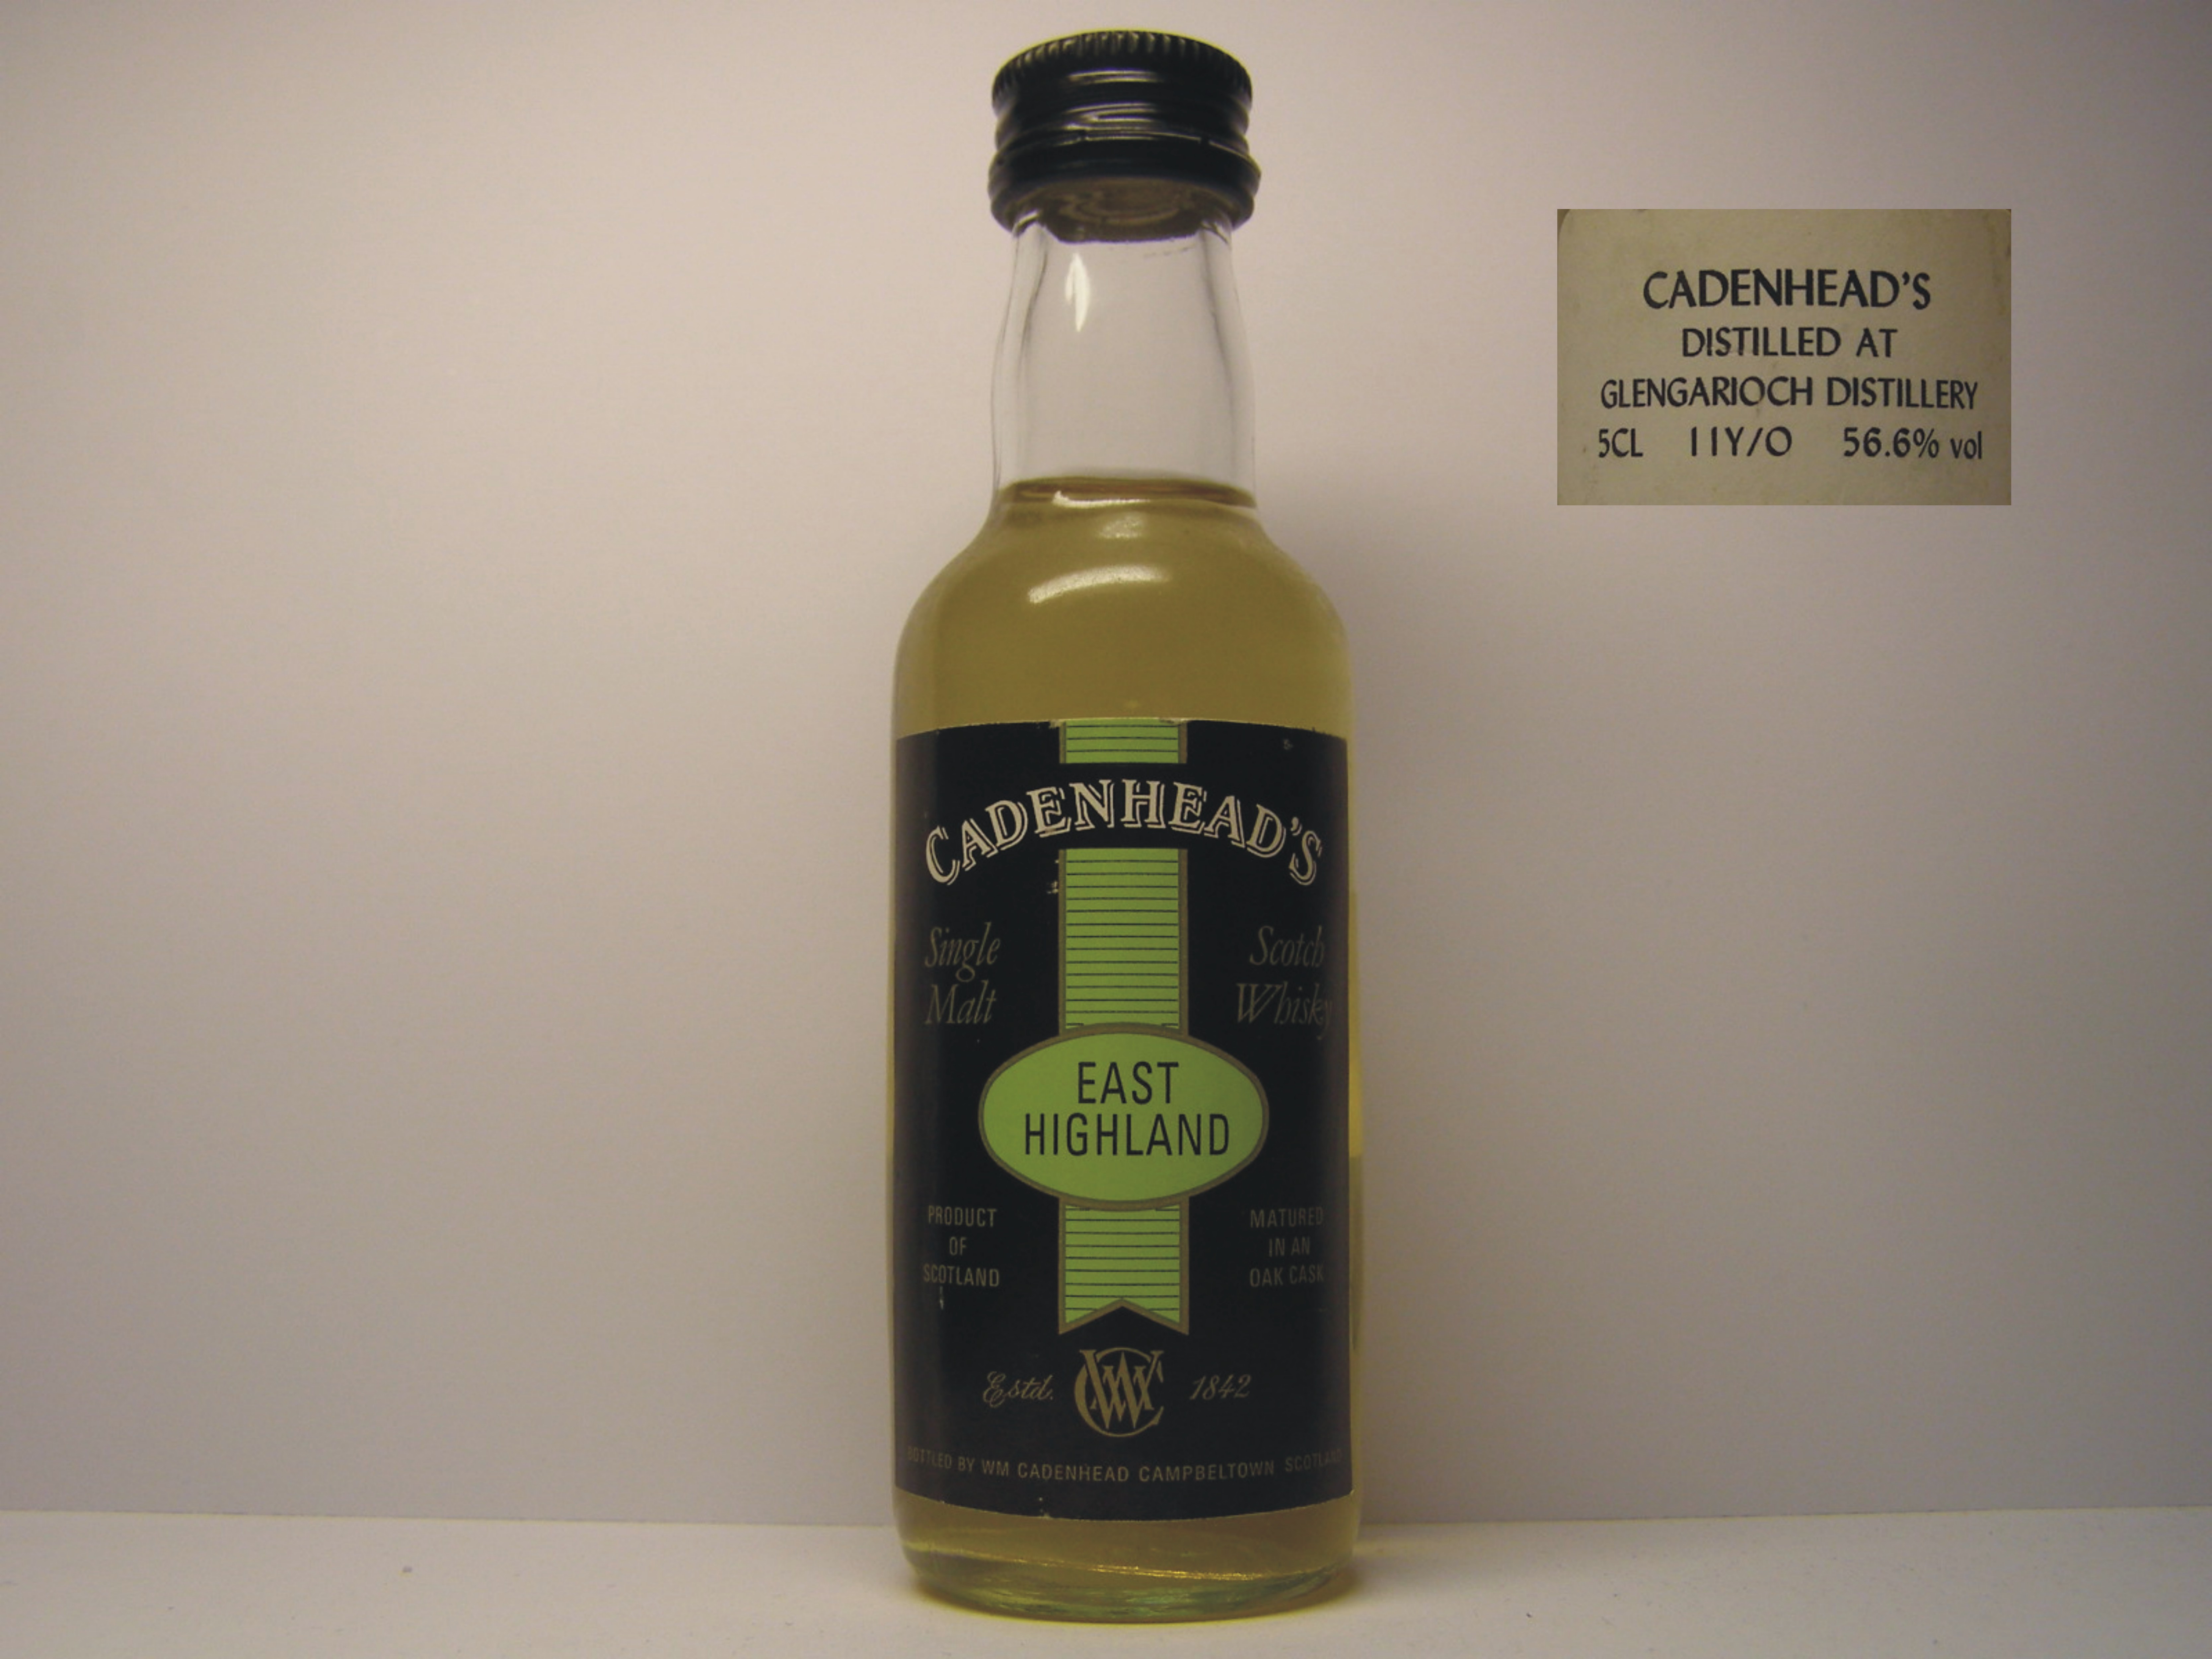 CADENHEAD'S
Single
Malt
Scotch
Whisky
EAST
HIGHLAND
PRODUCT
OF
SCOTLAND
MATURED
IN AN
OAK CASK
Estd. WC 1842
BOTTLED BY WM CADENHEAD CAMPBELTOWN SCOTLAND
CADENHEAD'S
DISTILLED AT
GLENGARIOCH DISTILLERY
5CL 11Y/O 56.6% vol